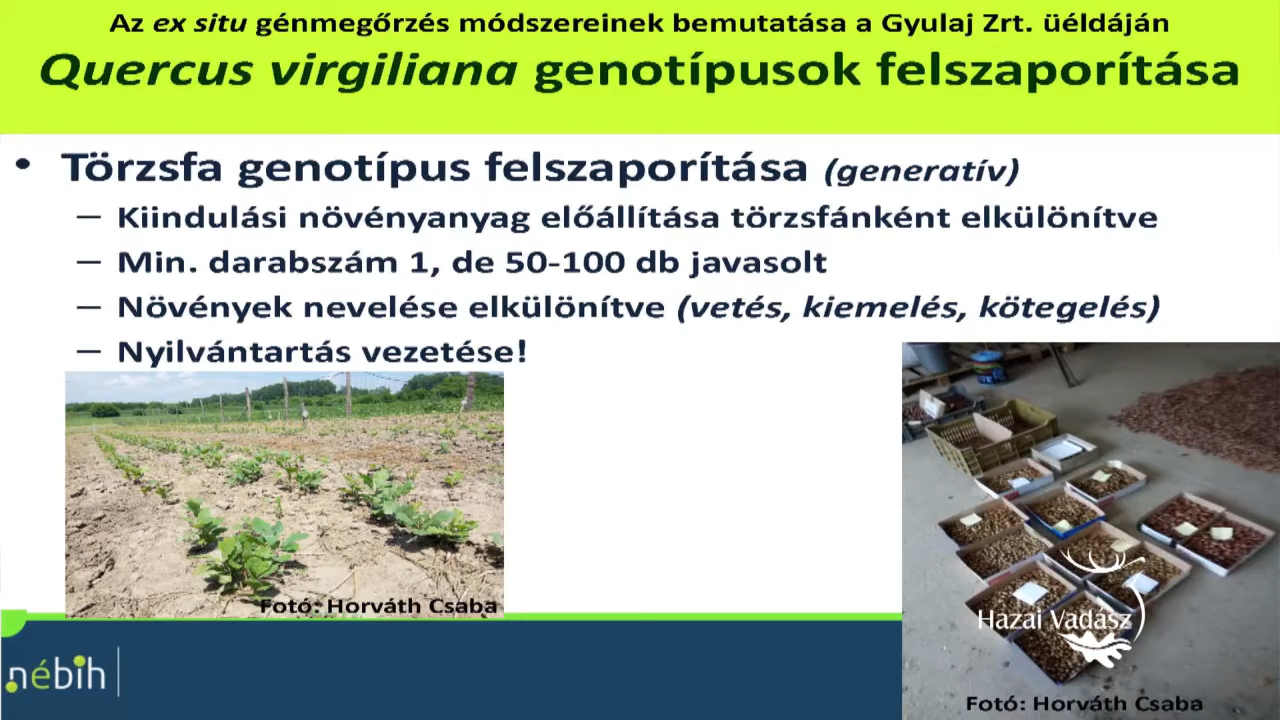 Az ex situ génmegőrzés módszereinek bemutatása a Gyulaj Zrt. üéldáján
Quercus virgiliana genotípusok felszaporítása
• Törzsfa genotípus felszaporítása (generatív)
– Kiindulási növényanyag előállítása törzsfánként elkülönítve
– Min. darabszám 1, de 50-100 db javasolt
– Növények nevelése elkülönítve (vetés, kiemelés, kötegelés)
– Nyilvántartás vezetése!
Fotó: Horváth Csaba
Hazai Vadász
nébih
Fotó: Horváth Csaba